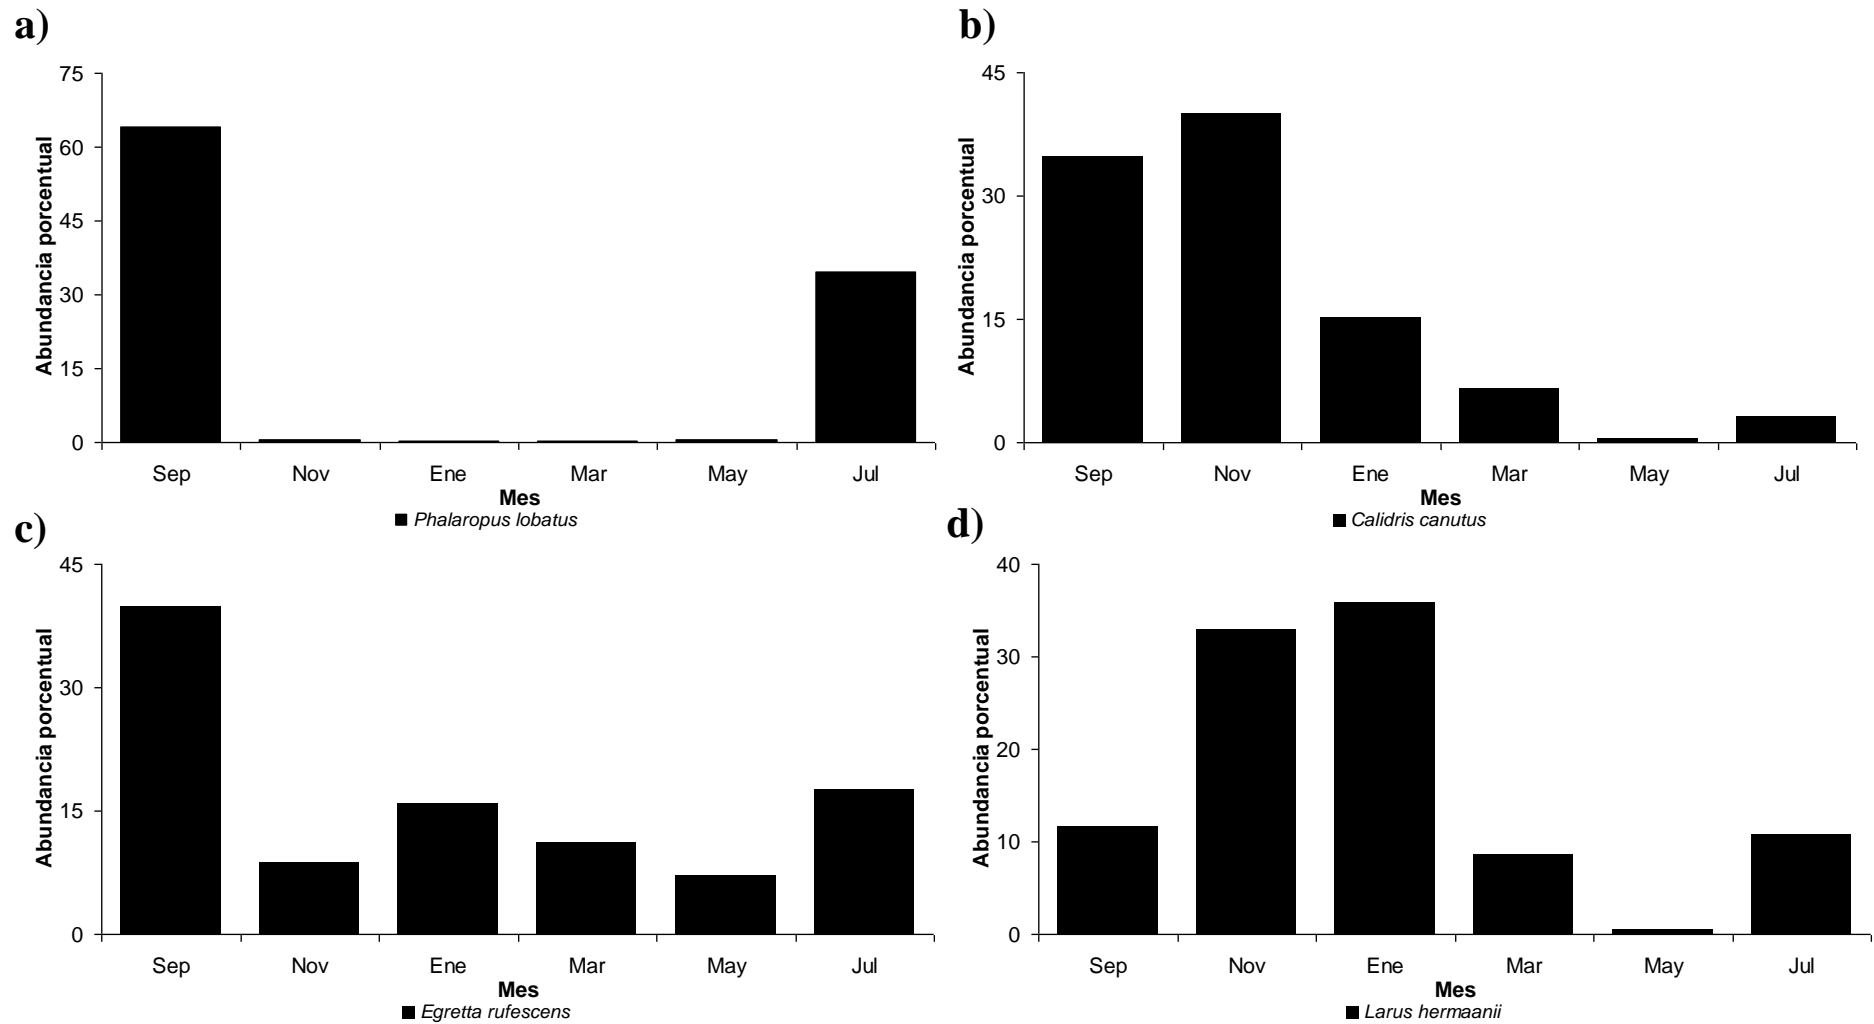 a)
Abundancia porcentual
75
60
45
30
15
0
Sep Nov Ene Mar May Jul
Mes
Phalaropus lobatus
b)
Abundancia porcentual
45
30
15
0
Sep Nov Ene Mar May Jul
Mes
Calidris canutus
c)
Abundancia porcentual
45
30
15
0
Sep Nov Ene Mar May Jul
Mes
Egretta rufescens
d)
Abundancia porcentual
40
30
20
10
0
Sep Nov Ene Mar May Jul
Mes
Larus hermaanii